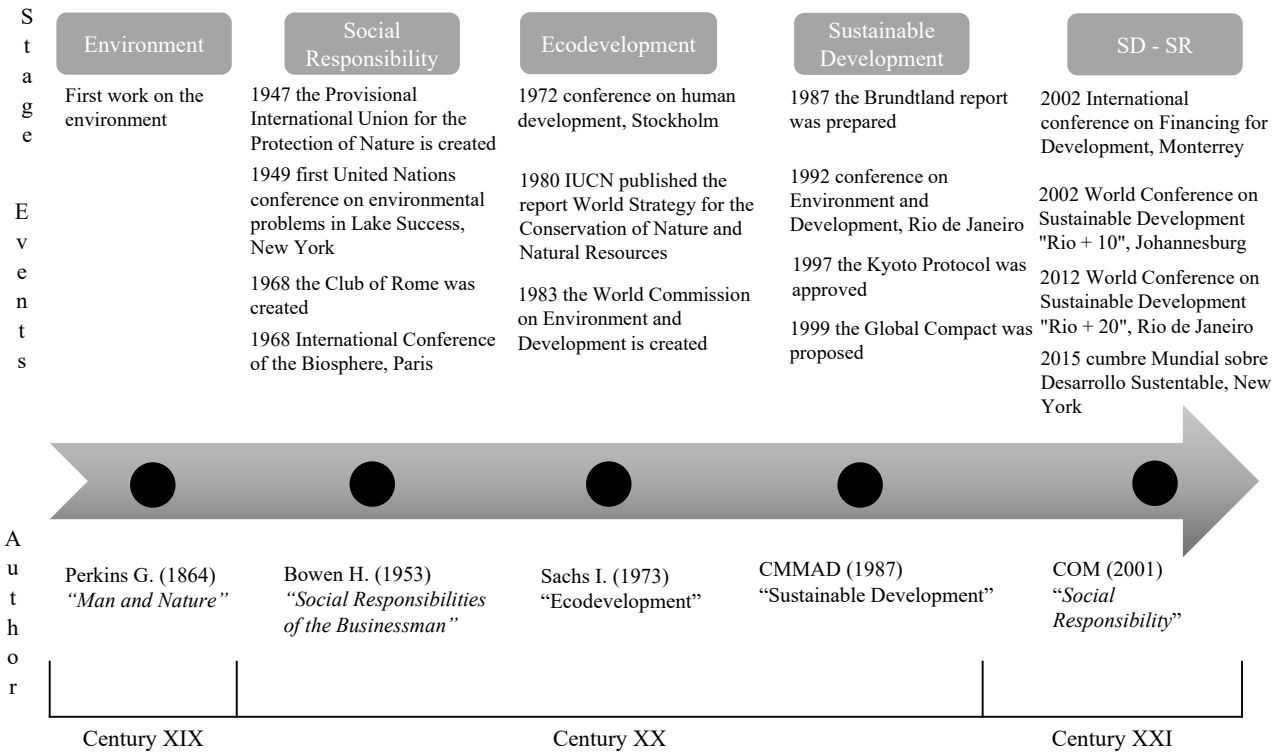 Stage
Environment
Social
Responsibility
Ecodevelopment
Sustainable
Development
SD - SR
Events
First work on the
environment
1947 the Provisional
International Union for the
Protection of Nature is created
1949 first United Nations
conference on environmental
problems in Lake Success,
New York
1968 the Club of Rome was
created
1968 International Conference
of the Biosphere, Paris
1972 conference on human
development, Stockholm
1980 IUCN published the
report World Strategy for the
Conservation of Nature and
Natural Resources
1983 the World Commission
on Environment and
Development is created
1987 the Brundtland report
was prepared
1992 conference on
Environment and
Development, Rio de Janeiro
1997 the Kyoto Protocol was
approved
1999 the Global Compact was
proposed
2002 International
conference on Financing for
Development, Monterrey
2002 World Conference on
Sustainable Development
"Rio + 10", Johannesburg
2012 World Conference on
Sustainable Development
"Rio + 20", Rio de Janeiro
2015 cumbre Mundial sobre
Desarrollo Sustentable, New
York
Author
Perkins G. (1864)
“Man and Nature”
Bowen H. (1953)
“Social Responsibilities
of the Businessman”
Sachs I. (1973)
“Ecodevelopment”
CMMAD (1987)
“Sustainable Development”
COM (2001)
“Social
Responsibility”
Century XIX
Century XX
Century XXI